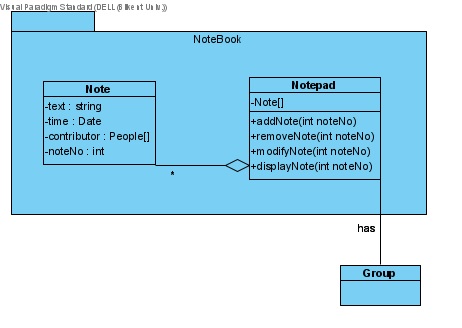 Visual Paradigm Standard (DELL (Bilkent Univ.))
NoteBook
Note
-text : string
-time : Date
-contributor : People[]
-noteNo : int
Notepad
-Note[]
+addNote(int noteNo)
+removeNote(int noteNo)
+modifyNote(int noteNo)
+displayNote(int noteNo)
*
has
Group